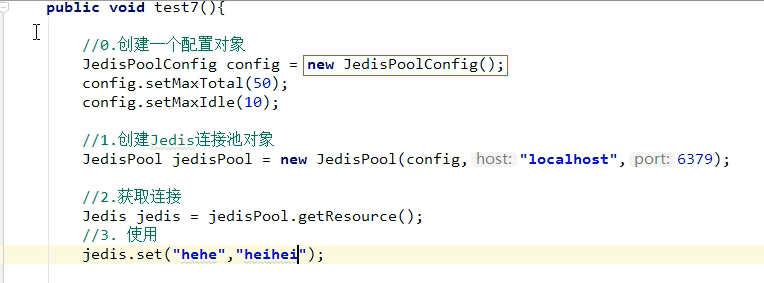 public void test7(){
//0.创建一个配置对象
JedisPoolConfig config = new JedisPoolConfig();
config.setMaxTotal(50);
config.setMaxIdle(10);
//1.创建Jedis连接池对象
JedisPool jedisPool = new JedisPool(config, host: "localhost", port: 6379);
//2.获取连接
Jedis jedis = jedisPool.getResource();
//3. 使用
jedis.set("hehe","heihei");